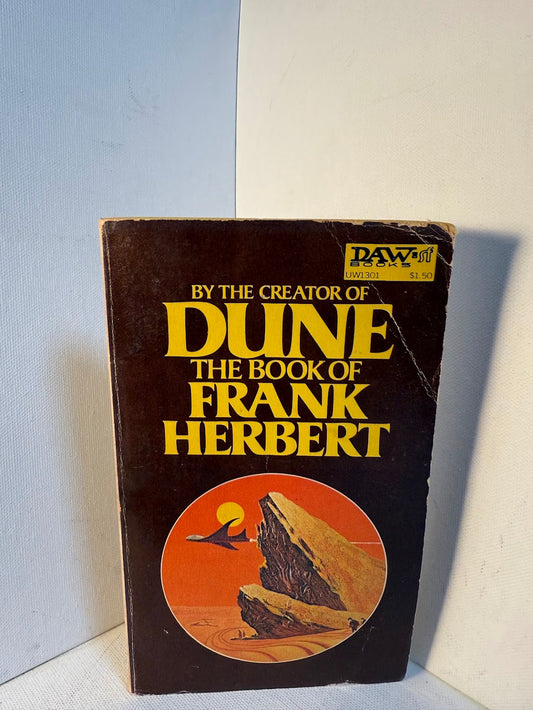 DAW sf
BOOKS
UW1301 $1.50
BY THE CREATOR OF
DUNE
THE BOOK OF
FRANK
HERBERT